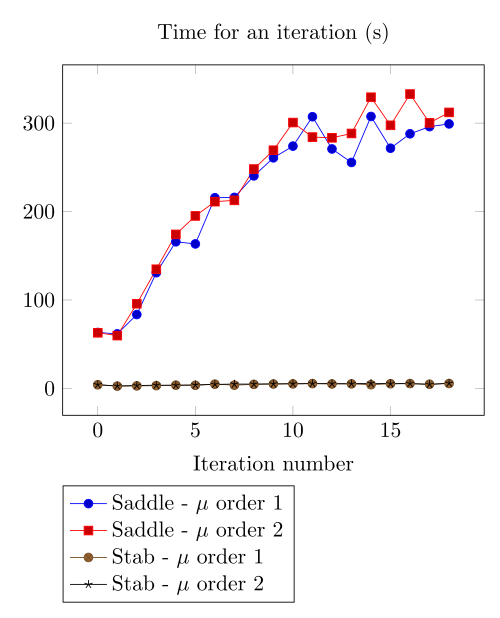 Time for an iteration (s)
300
200
100
0
0 5 10 15
Iteration number
Saddle - μ order 1
Saddle - μ order 2
Stab - μ order 1
Stab - μ order 2